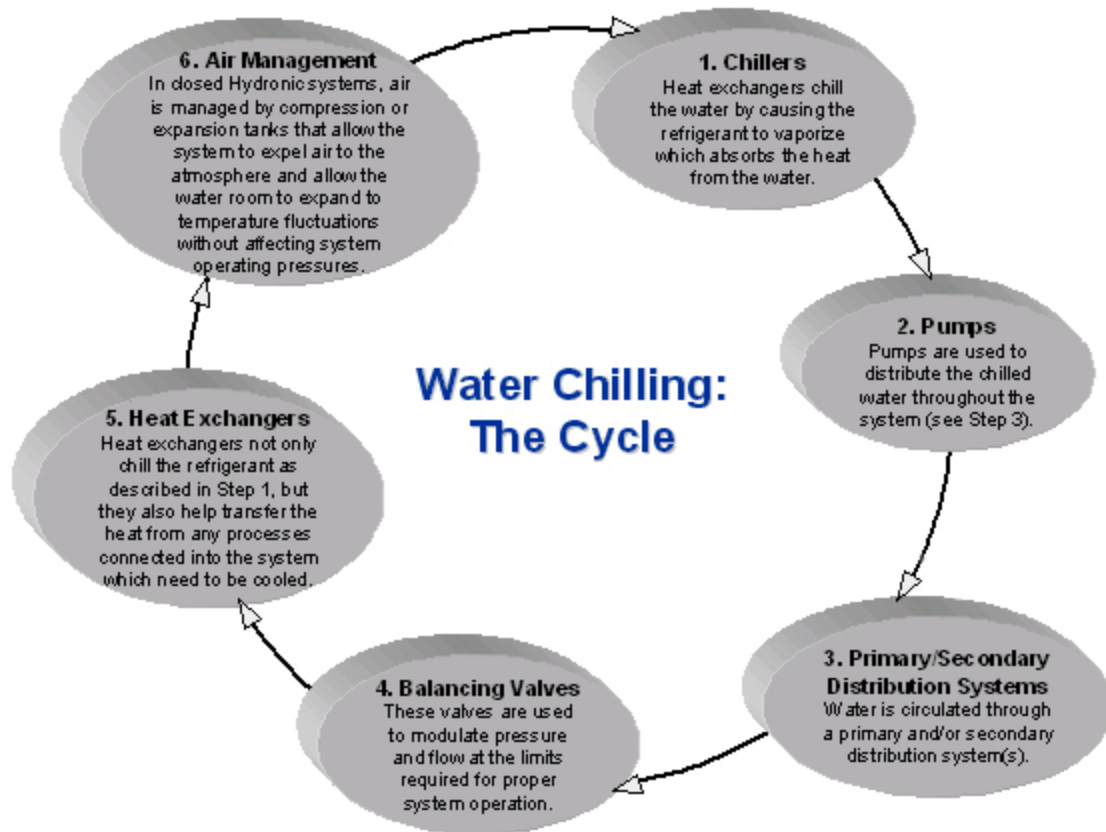 Water Chilling:
The Cycle
1. Chillers
Heat exchangers chill
the water by causing the
refrigerant to vaporize
which absorbs the heat
from the water.
2. Pumps
Pumps are used to
distribute the chilled
water throughout the
system (see Step 3).
3. Primary/Secondary
Distribution Systems
Water is circulated through
a primary and/or secondary
distribution system(s).
4. Balancing Valves
These valves are used
to modulate pressure
and flow at the limits
required for proper
system operation.
5. Heat Exchangers
Heat exchangers not only
chill the refrigerant as
described in Step 1, but
they also help transfer the
heat from any processes
connected into the system
which need to be cooled.
6. Air Management
In closed Hydronic systems, air
is managed by compression or
expansion tanks that allow the
system to expel air to the
atmosphere and allow the
water room to expand to
temperature fluctuations
without affecting system
operating pressures.